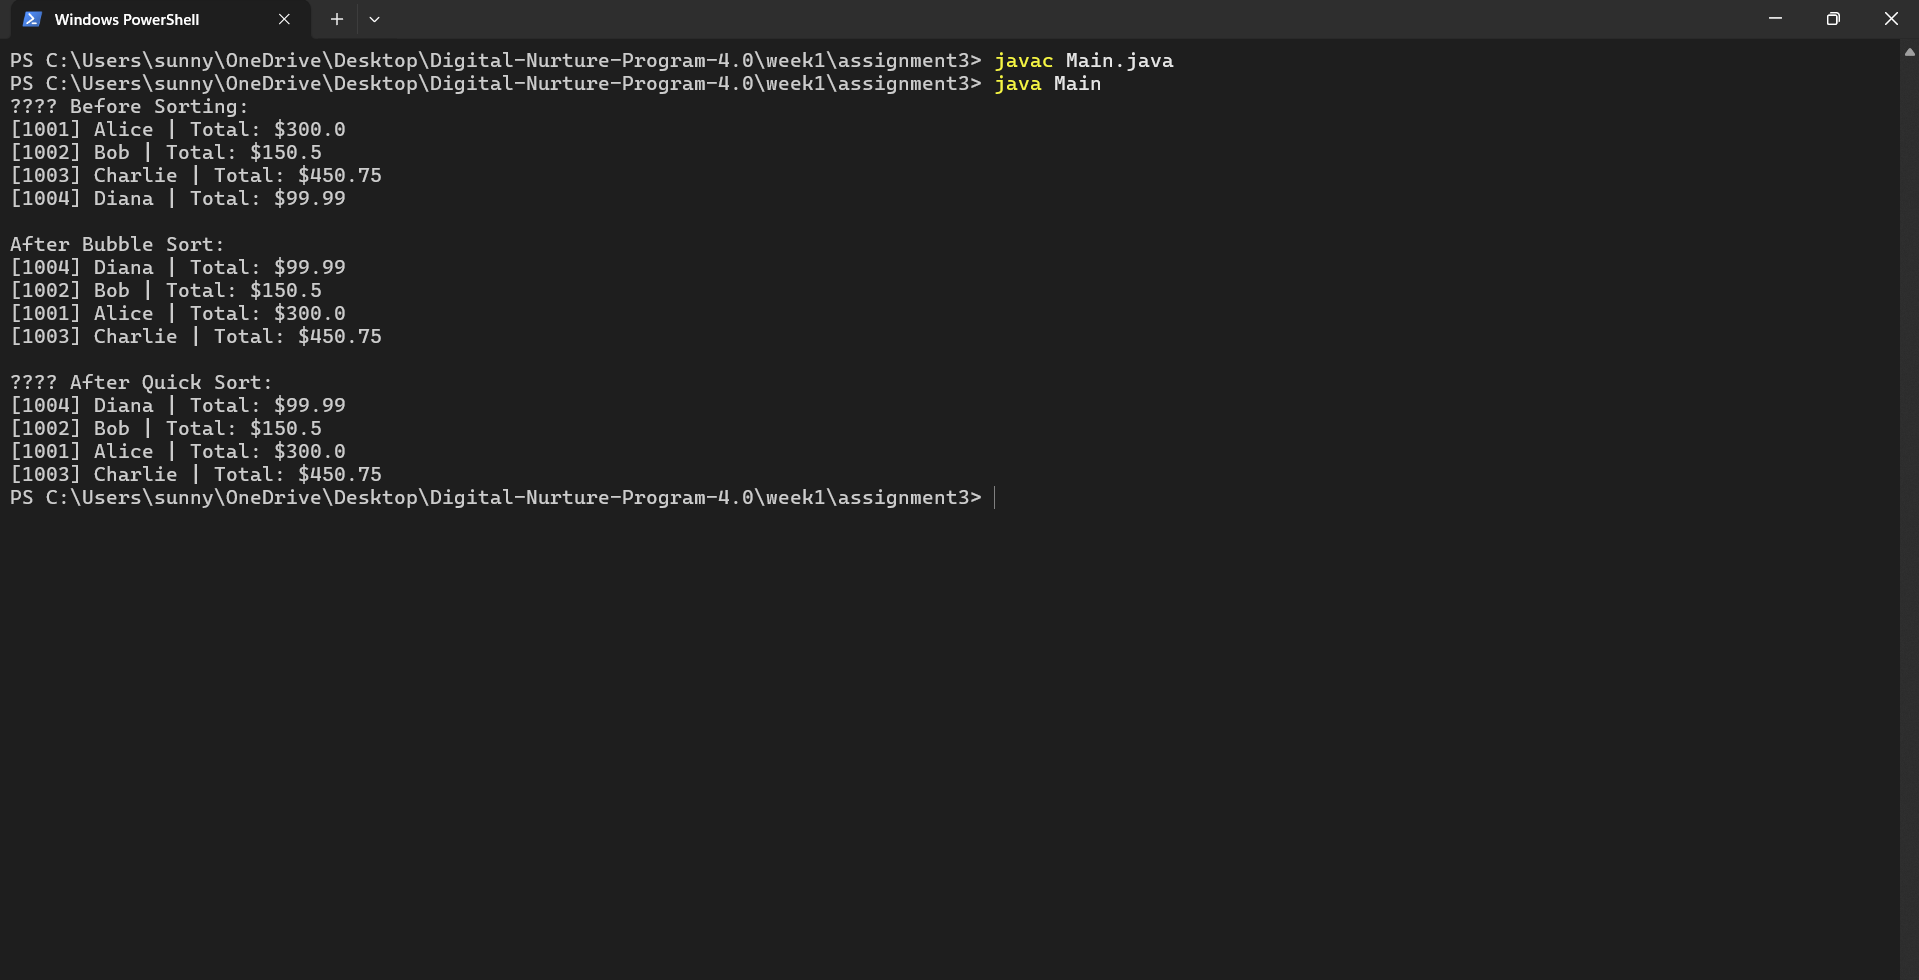 Windows PowerShell
PS C:\Users\sunny\OneDrive\Desktop\Digital-Nurture-Program-4.0\week1\assignment3> javac Main.java
PS C:\Users\sunny\OneDrive\Desktop\Digital-Nurture-Program-4.0\week1\assignment3> java Main
???? Before Sorting:
[1001] Alice | Total: $300.0
[1002] Bob | Total: $150.5
[1003] Charlie | Total: $450.75
[1004] Diana | Total: $99.99

After Bubble Sort:
[1004] Diana | Total: $99.99
[1002] Bob | Total: $150.5
[1001] Alice | Total: $300.0
[1003] Charlie | Total: $450.75

???? After Quick Sort:
[1004] Diana | Total: $99.99
[1002] Bob | Total: $150.5
[1001] Alice | Total: $300.0
[1003] Charlie | Total: $450.75
PS C:\Users\sunny\OneDrive\Desktop\Digital-Nurture-Program-4.0\week1\assignment3>